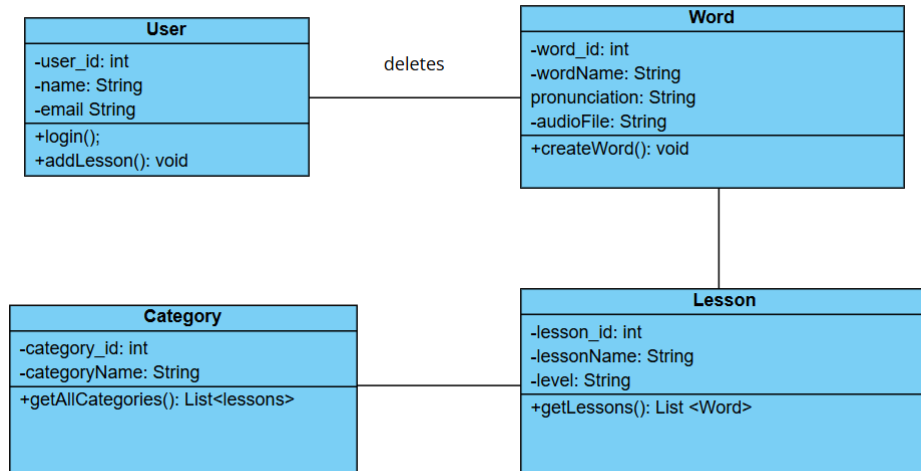 User
-user_id: int
-name: String
-email String
+login();
+addLesson(): void
deletes
Word
-word_id: int
-wordName: String
pronunciation: String
-audioFile: String
+createWord(): void
Category
-category_id: int
-categoryName: String
+getAllCategories(): List<lessons>
Lesson
-lesson_id: int
-lessonName: String
-level: String
+getLessons(): List <Word>